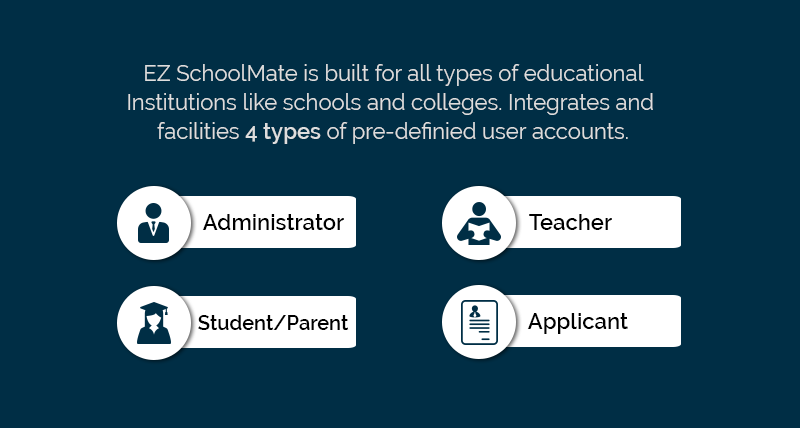 EZ SchoolMate is built for all types of educational
Institutions like schools and colleges. Integrates and
facilities 4 types of pre-definied user accounts.
Administrator
Teacher
Student/Parent
Applicant